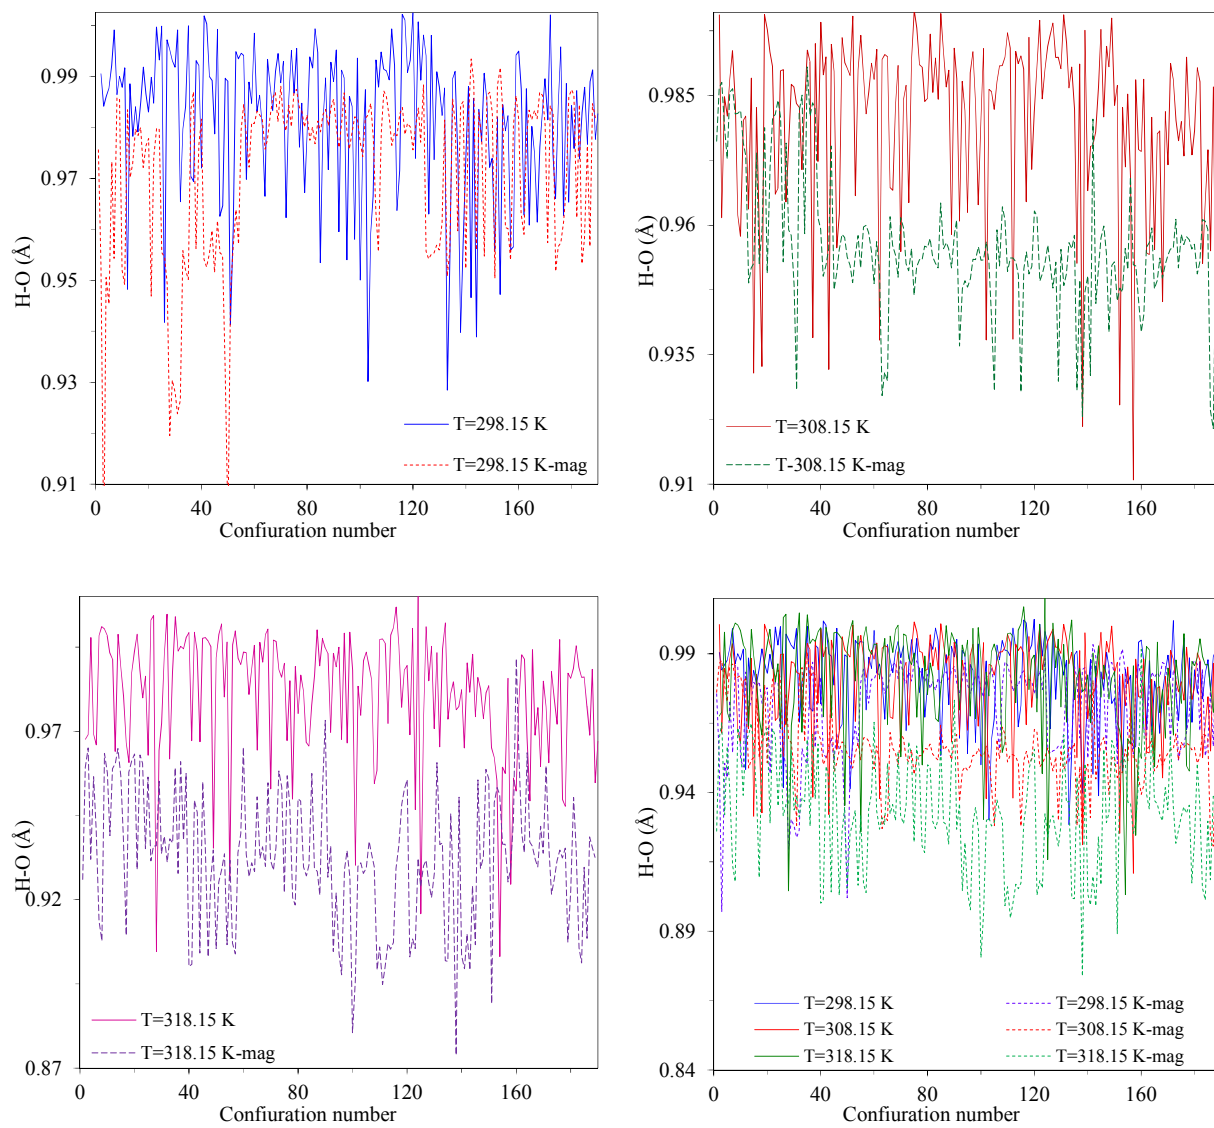 H-O (Å)
0.99
0.97
0.95
0.93
0.91
0 40 80 120 160
Confiuration number
T=298.15 K
T=298.15 K-mag
H-O (Å)
0.985
0.96
0.935
0.91
0 40 80 120 160
Confiuration number
T=308.15 K
T-308.15 K-mag
H-O (Å)
0.97
0.92
0.87
0 40 80 120 160
Confiuration number
T=318.15 K
T=318.15 K-mag
H-O (Å)
0.99
0.94
0.89
0.84
0 40 80 120 160
Confiuration number
T=298.15 K T=298.15 K-mag
T=308.15 K T=308.15 K-mag
T=318.15 K T=318.15 K-mag